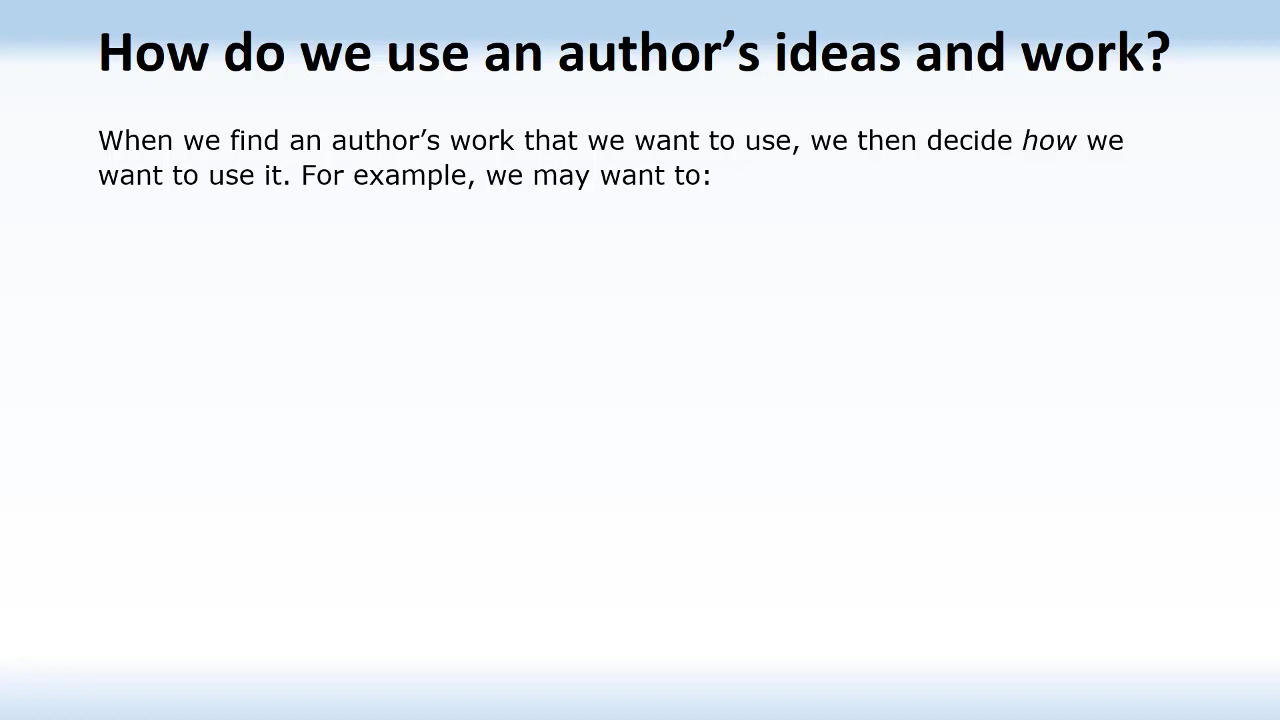 How do we use an author’s ideas and work?
When we find an author’s work that we want to use, we then decide how we
want to use it. For example, we may want to: